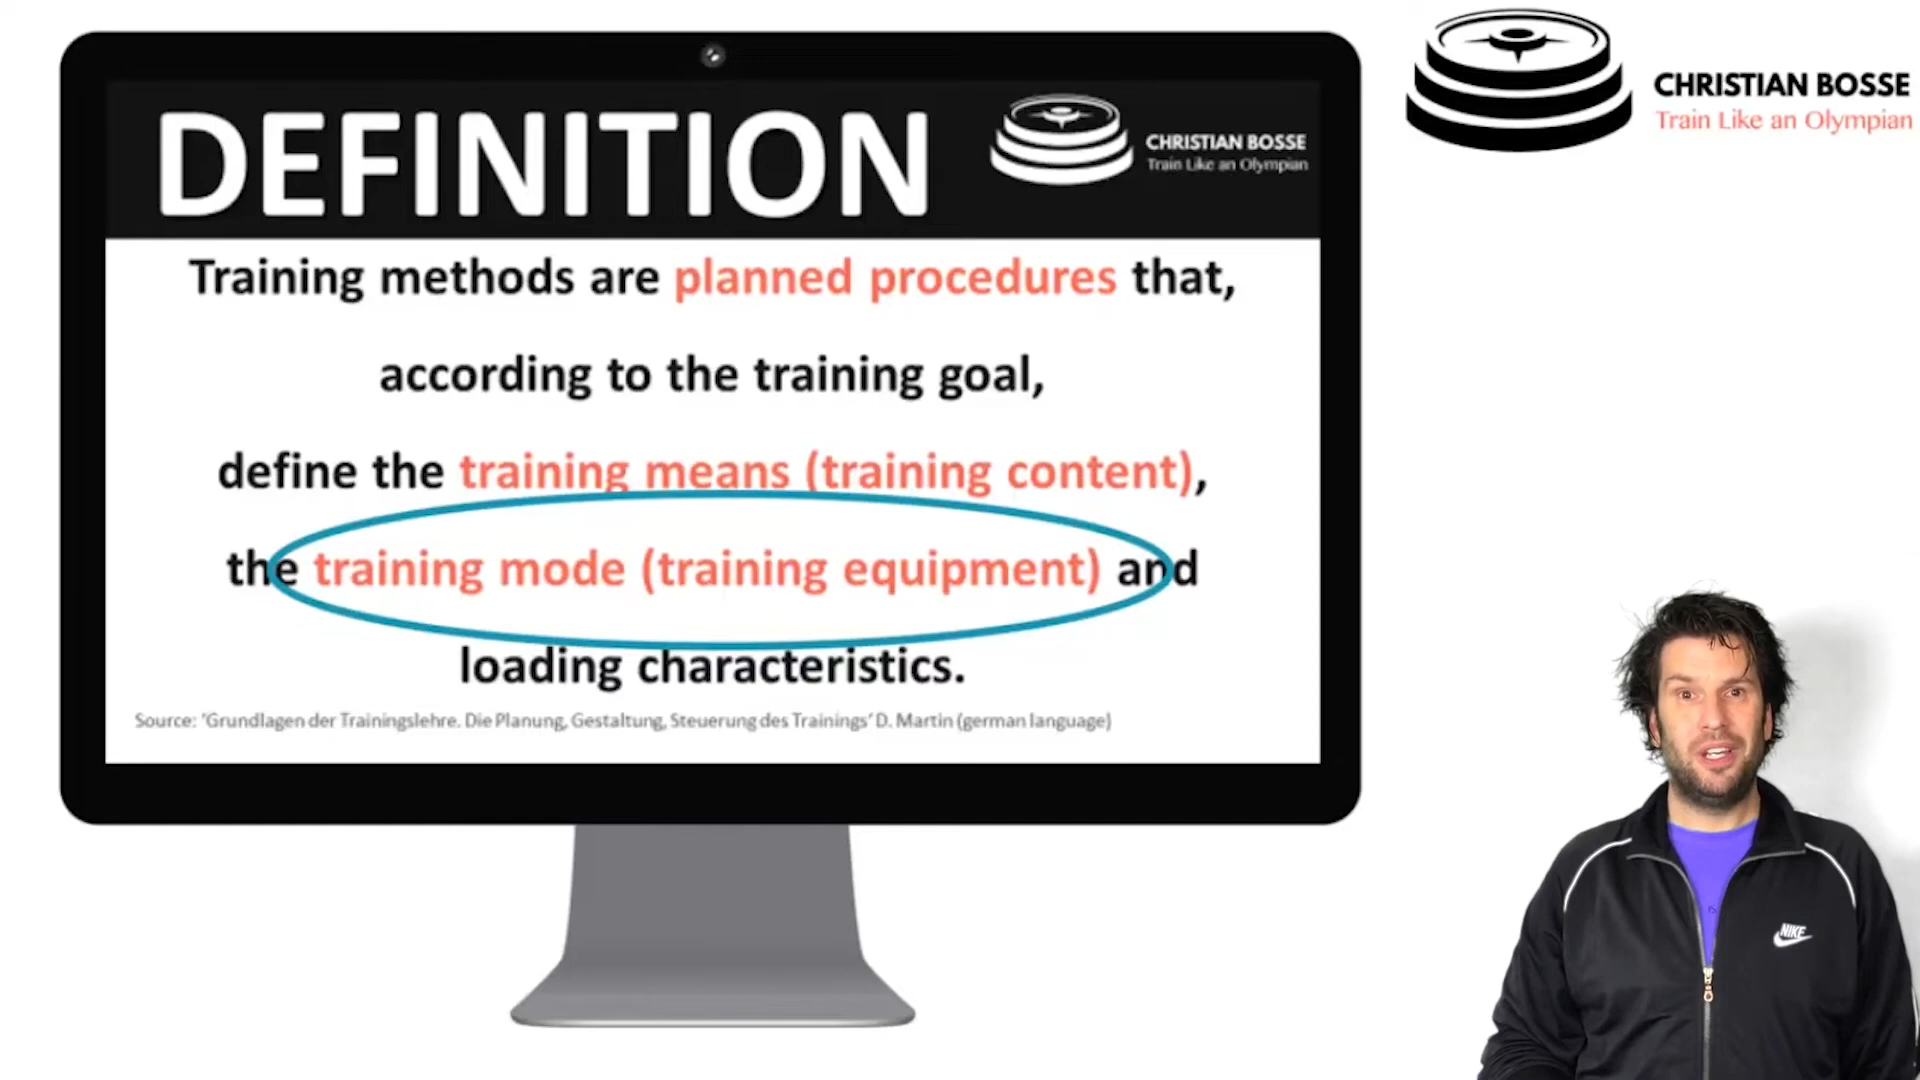 DEFINITION
CHRISTIAN BOSSE
Train Like an Olympian
Training methods are planned procedures that,
according to the training goal,
define the training means (training content),
the training mode (training equipment) and
loading characteristics.
Source: 'Grundlagen der Trainingslehre. Die Planung, Gestaltung, Steuerung des Trainings' D. Martin (german language)
CHRISTIAN BOSSE
Train Like an Olympian
NIKE